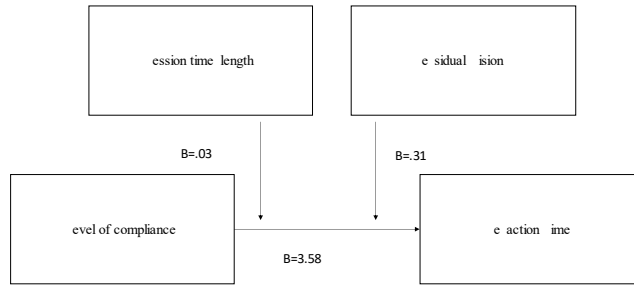 ession time length
e sidual ision
B=.03
B=.31
evel of compliance
e action ime
B=3.58